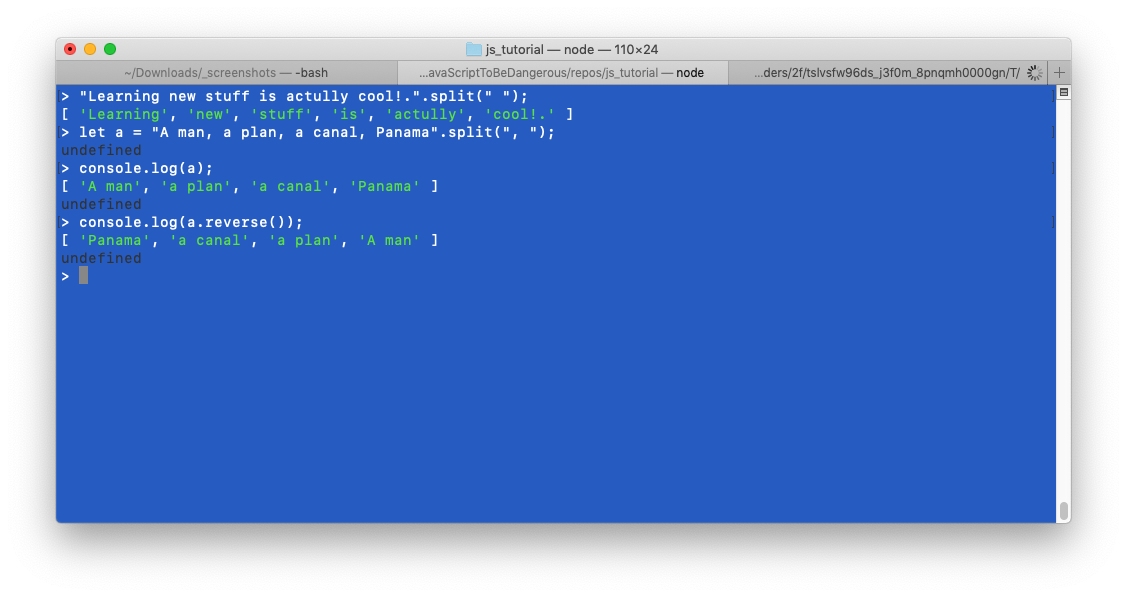 js_tutorial — node — 110×24
~/Downloads/_screenshots — -bash
...avaScriptToBeDangerous/repos/js_tutorial — node
...ders/2f/tslvsfw96ds_j3f0m_8pnqmh0000gn/T/
> "Learning new stuff is actully cool!.".split(" ");
[ 'Learning', 'new', 'stuff', 'is', 'actully', 'cool!.' ]
> let a = "A man, a plan, a canal, Panama".split(", ");
undefined
> console.log(a);
[ 'A man', 'a plan', 'a canal', 'Panama' ]
undefined
> console.log(a.reverse());
[ 'Panama', 'a canal', 'a plan', 'A man' ]
undefined
>